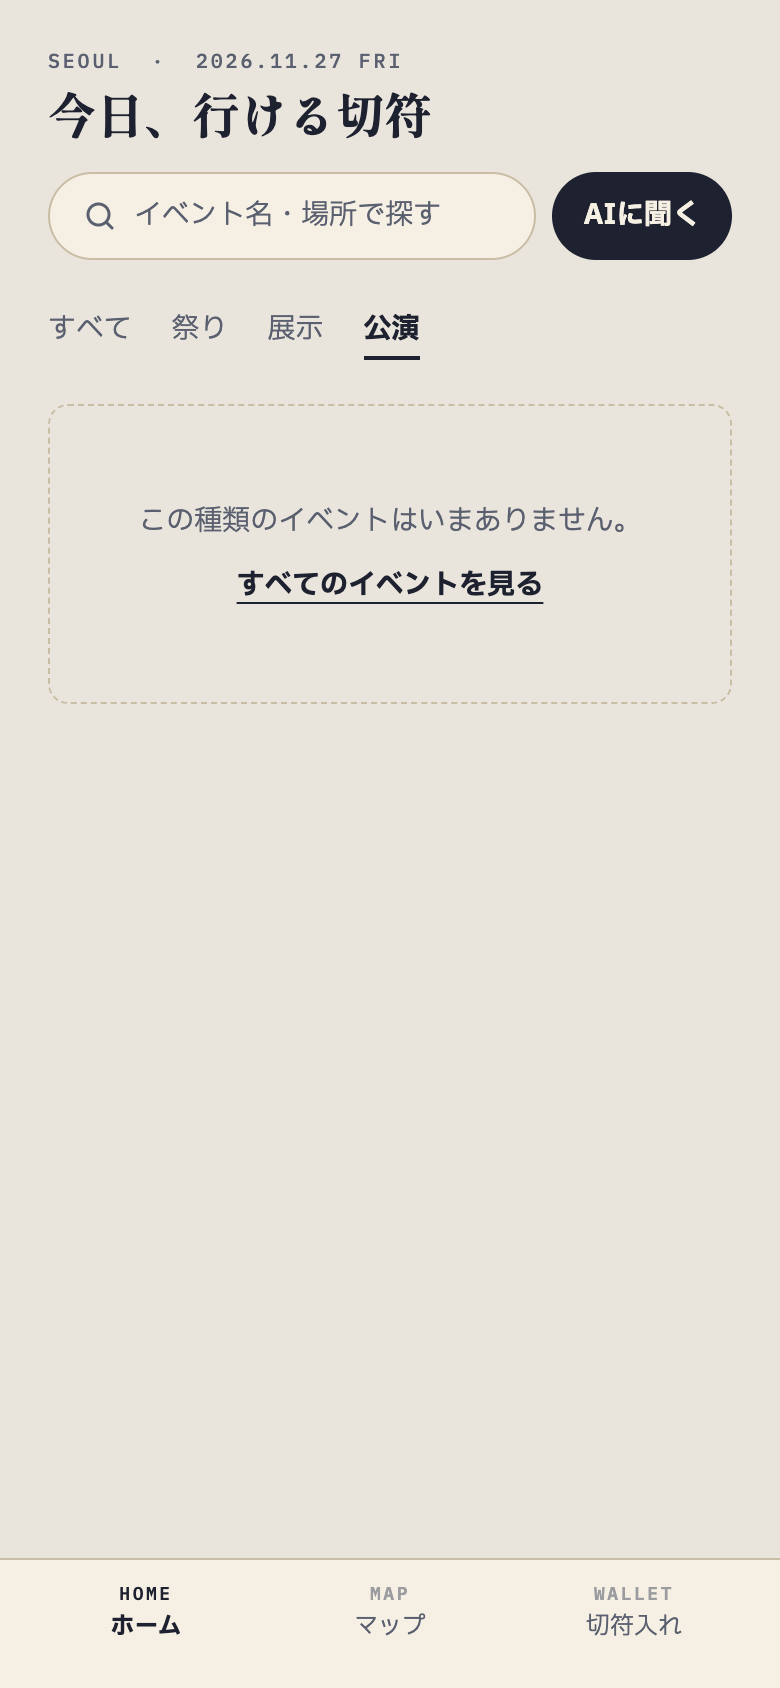 SEOUL · 2026.11.27 FRI
今日、行ける切符
イベント名・場所で探す
AIに聞く
すべて 祭り 展示 公演
この種類のイベントはいまありません。
すべてのイベントを見る
HOME MAP WALLET
ホーム マップ 切符入れ